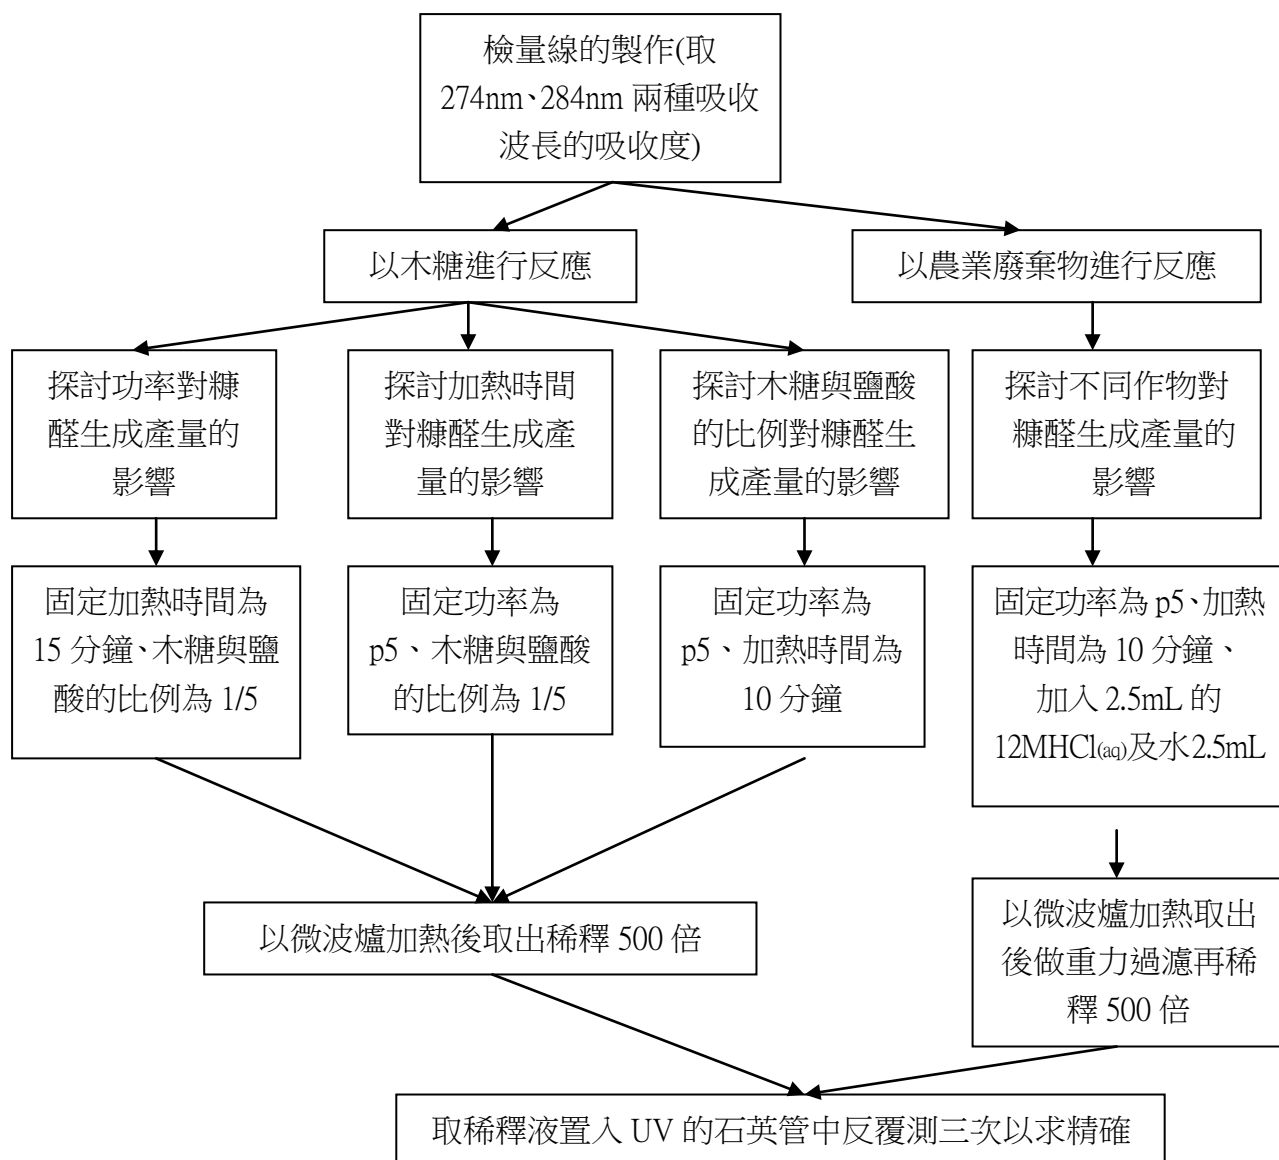 檢量線的製作(取
274nm、284nm 兩種吸收
波長的吸收度)
以木糖進行反應
以農業廢棄物進行反應
探討功率對糠
醛生成產量的
影響
探討加熱時間
對糠醛生成產
量的影響
探討木糖與鹽酸
的比例對糠醛生
成產量的影響
探討不同作物對
糠醛生成產量的
影響
固定加熱時間為
15 分鐘、木糖與鹽
酸的比例為 1/5
固定功率為
p5、木糖與鹽酸
的比例為 1/5
固定功率為
p5、加熱時間為
10 分鐘
固定功率為 p5、加熱
時間為 10 分鐘、
加入 2.5mL 的
12MHCl(aq)及水2.5mL
以微波爐加熱後取出稀釋 500 倍
以微波爐加熱取出
後做重力過濾再稀
釋 500 倍
取稀釋液置入 UV 的石英管中反覆測三次以求精確